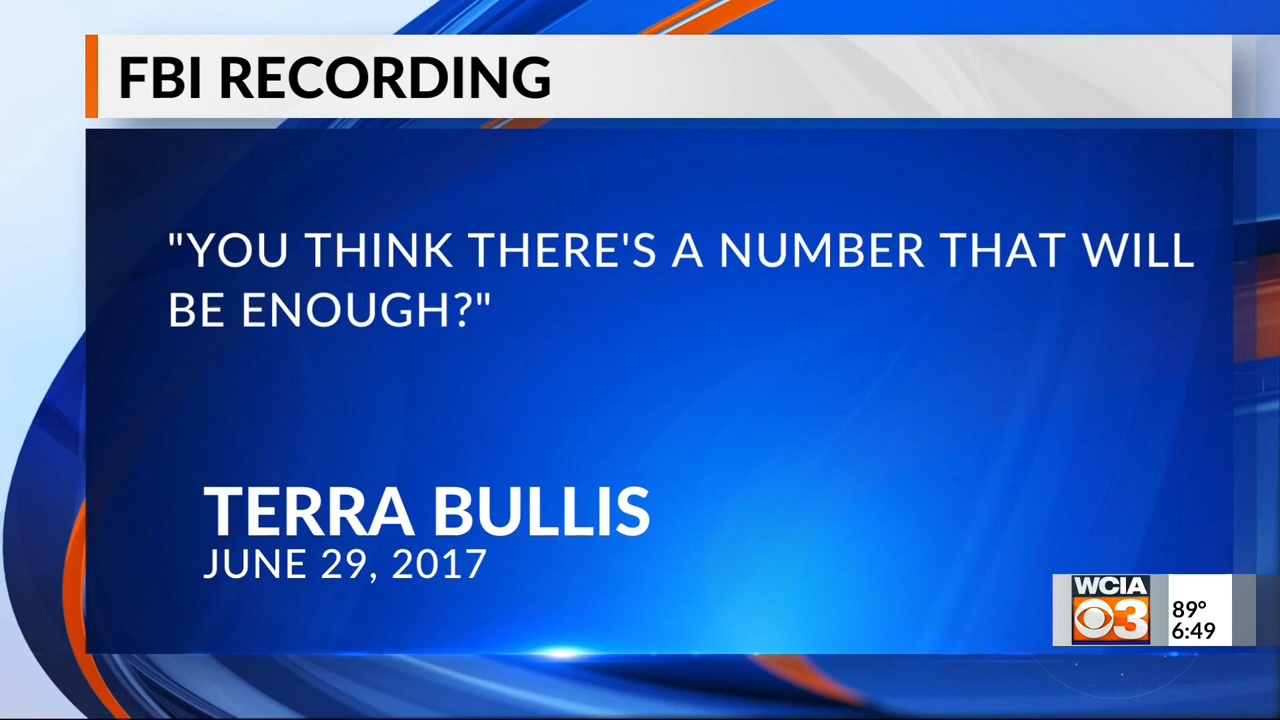 FBI RECORDING
"YOU THINK THERE'S A NUMBER THAT WILL
BE ENOUGH?"
TERRA BULLIS
JUNE 29, 2017
WCIA
3
89°
6:49